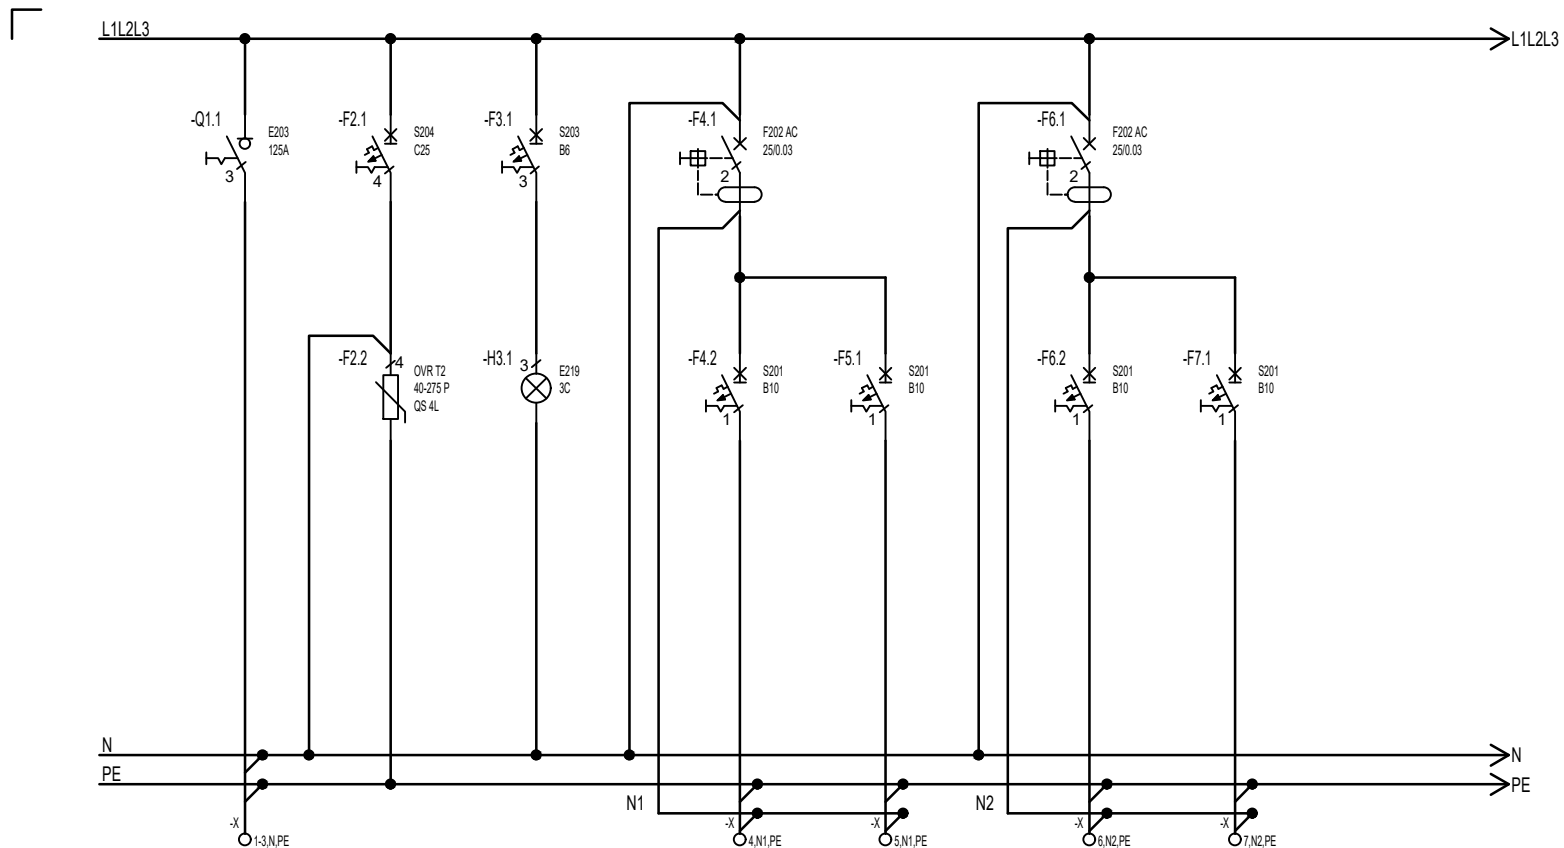 L1L2L3
L1L2L3
-Q1.1
E203
125A
3
-F2.1
S204
C25
4
-F3.1
S203
B6
3
-F4.1
F202 AC
25/0.03
2
-F6.1
F202 AC
25/0.03
2
-F2.2
4
OVR T2
40-275 P
QS 4L
-H3.1
3
E219
3C
-F4.2
S201
B10
1
-F5.1
S201
B10
1
-F6.2
S201
B10
1
-F7.1
S201
B10
1
N
N
PE
PE
N1
N2
-X
1-3,N,PE
-X
4,N1,PE
-X
5,N1,PE
-X
6,N2,PE
-X
7,N2,PE